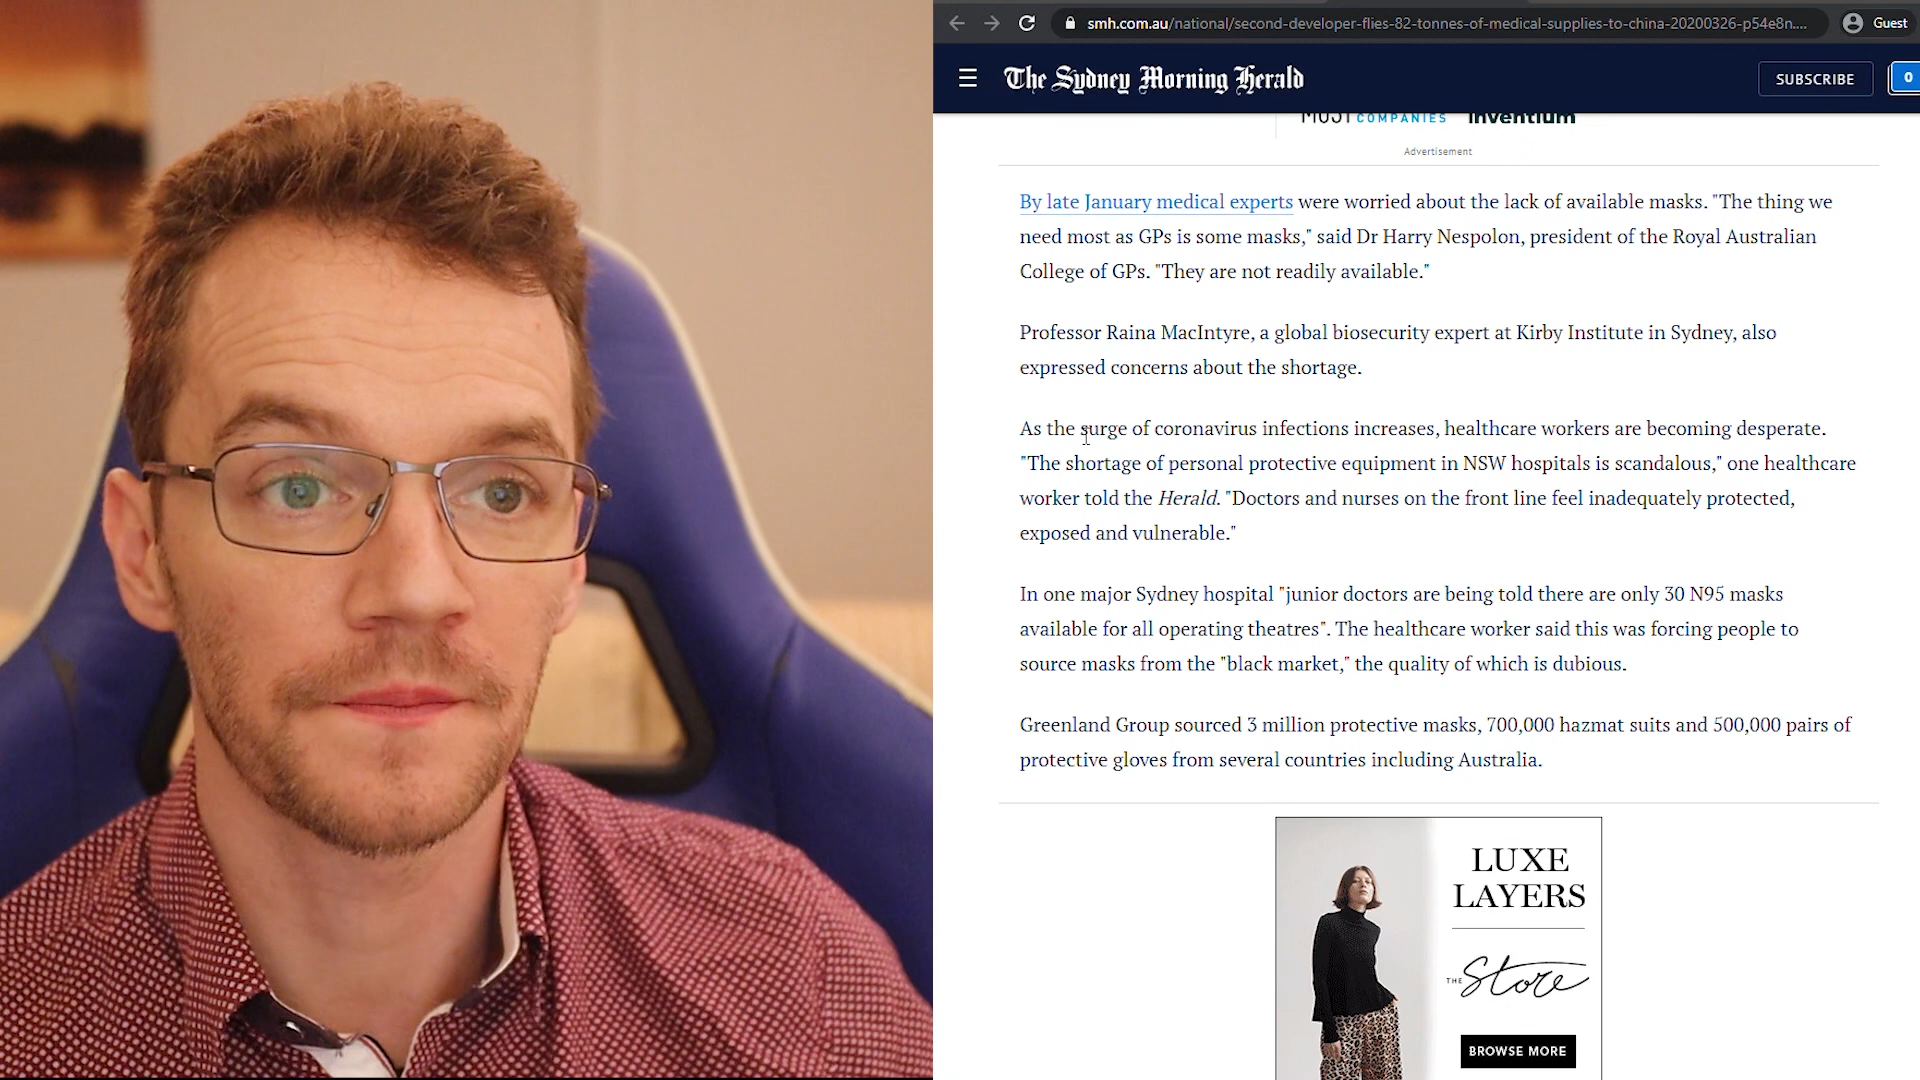 smh.com.au/national/second-developer-flies-82-tonnes-of-medical-supplies-to-china-20200326-p54e8n....
Guest
The Sydney Morning Herald
SUBSCRIBE
0
MOST COMPANIES
inventium
Advertisement
By late January medical experts were worried about the lack of available masks. "The thing we
need most as GPs is some masks," said Dr Harry Nespolon, president of the Royal Australian
College of GPs. "They are not readily available."
Professor Raina MacIntyre, a global biosecurity expert at Kirby Institute in Sydney, also
expressed concerns about the shortage.
As the surge of coronavirus infections increases, healthcare workers are becoming desperate.
"The shortage of personal protective equipment in NSW hospitals is scandalous," one healthcare
worker told the Herald. "Doctors and nurses on the front line feel inadequately protected,
exposed and vulnerable."
In one major Sydney hospital "junior doctors are being told there are only 30 N95 masks
available for all operating theatres". The healthcare worker said this was forcing people to
source masks from the "black market," the quality of which is dubious.
Greenland Group sourced 3 million protective masks, 700,000 hazmat suits and 500,000 pairs of
protective gloves from several countries including Australia.
LUXE
LAYERS
THE Store
BROWSE MORE